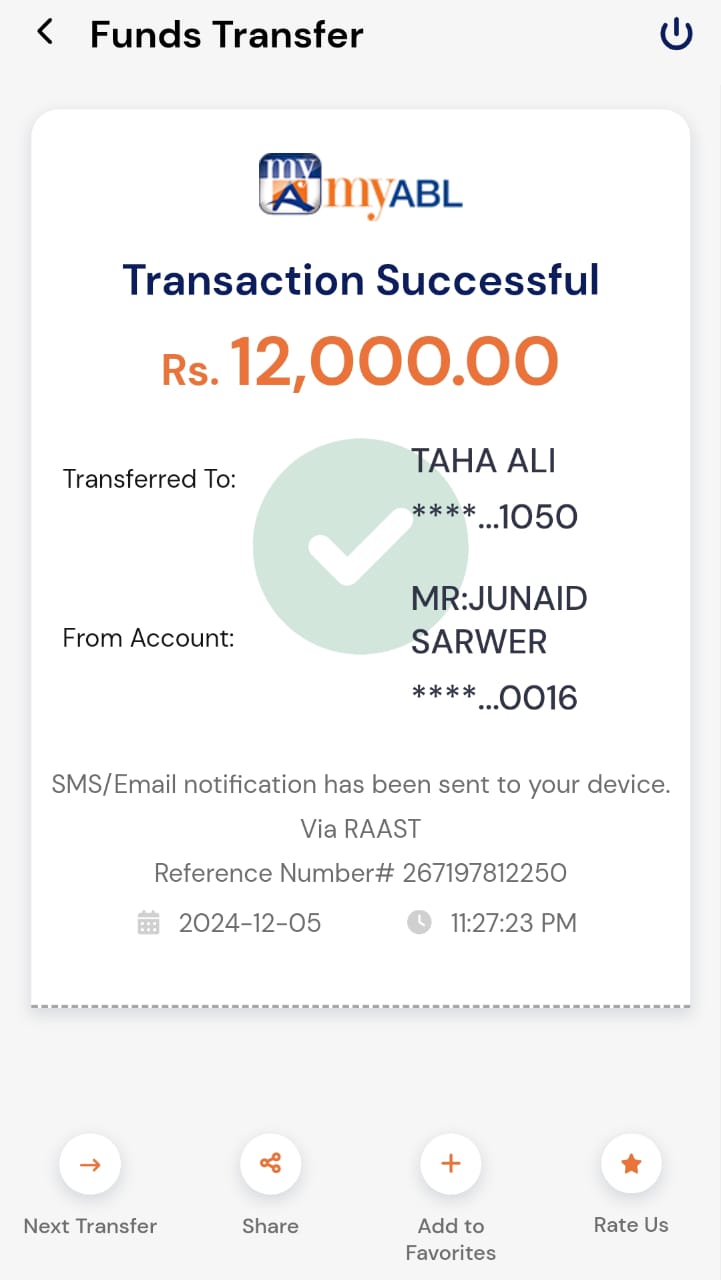 Funds Transfer
my
A
myABL
Transaction Successful
Rs. 12,000.00
Transferred To:
TAHA ALI
****...1050
From Account:
MR:JUNAID
SARWER
****...0016
SMS/Email notification has been sent to your device.
Via RAAST
Reference Number# 267197812250
2024-12-05 11:27:23 PM
Next Transfer
Share
Add to
Favorites
Rate Us